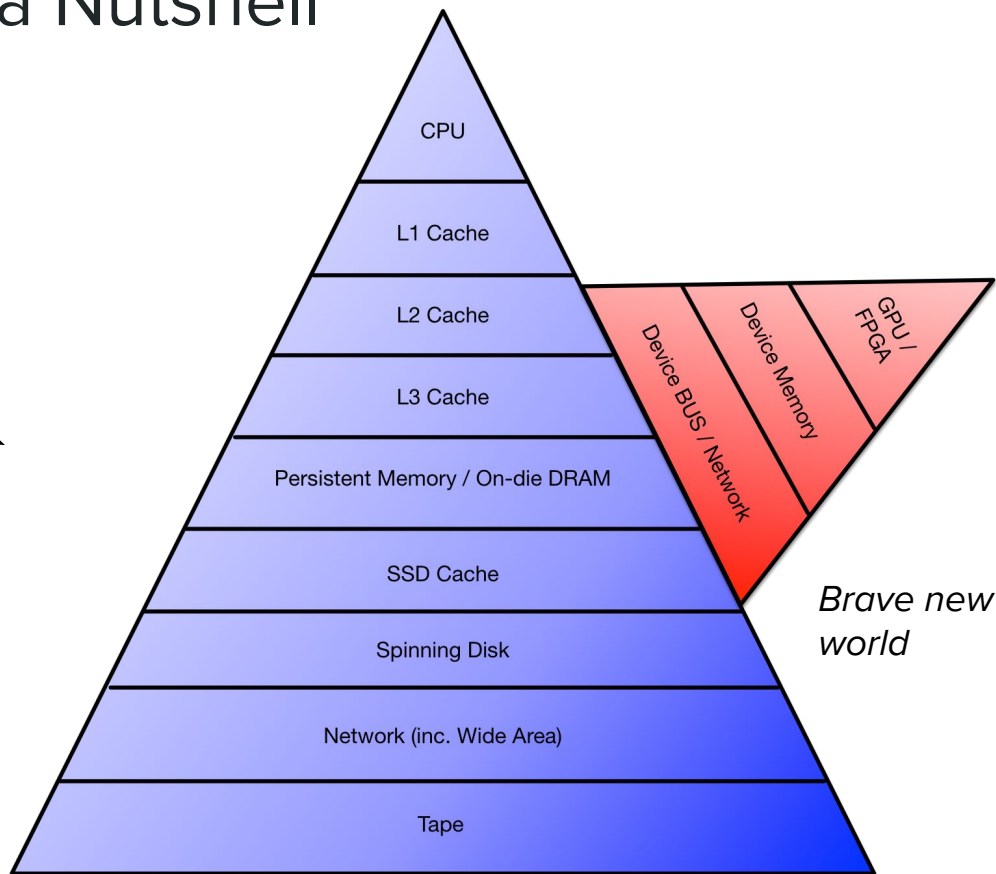 a Nutshell
CPU
L1 Cache
L2 Cache
L3 Cache
Persistent Memory / On-die DRAM
SSD Cache
Spinning Disk
Network (inc. Wide Area)
Tape
Device BUS / Network
Device Memory
GPU /
FPGA
Brave new
world